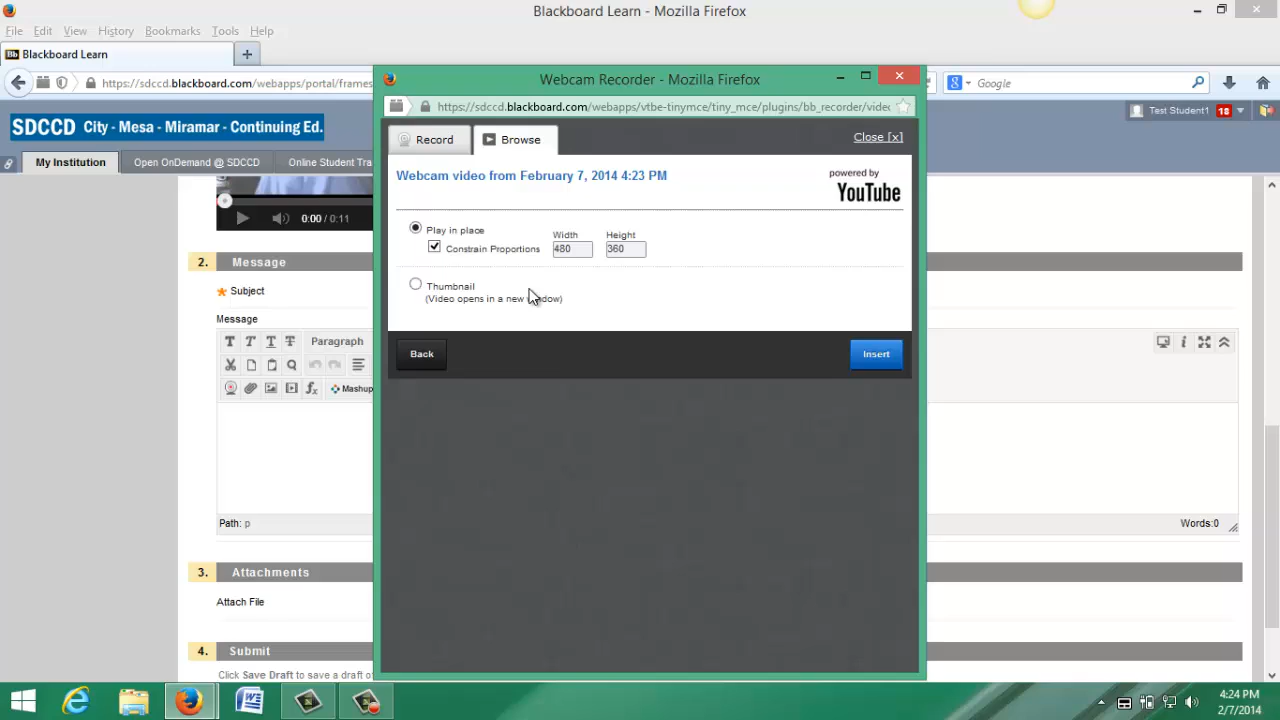 Blackboard Learn - Mozilla Firefox
File Edit View History Bookmarks Tools Help
Bb Blackboard Learn +
https://sdccd.blackboard.com/webapps/portal/frames
Google
SDCCD City - Mesa - Miramar - Continuing Ed.
Test Student1 18
My Institution Open OnDemand @ SDCCD Online Student Tra
Webcam Recorder - Mozilla Firefox
https://sdccd.blackboard.com/webapps/vtbe-tinymce/tiny_mce/plugins/bb_recorder/video
Record Browse Close [x]
Webcam video from February 7, 2014 4:23 PM
powered by
YouTube
Play in place
Width Height
Constrain Proportions 480 360
Thumbnail
(Video opens in a new window)
Back Insert
0:00 / 0:11
2. Message
Subject
Message
T T T T Paragraph
Mashup
Path: p Words:0
3. Attachments
Attach File
4. Submit
Click Save Draft to save a draft of
4:24 PM
2/7/2014